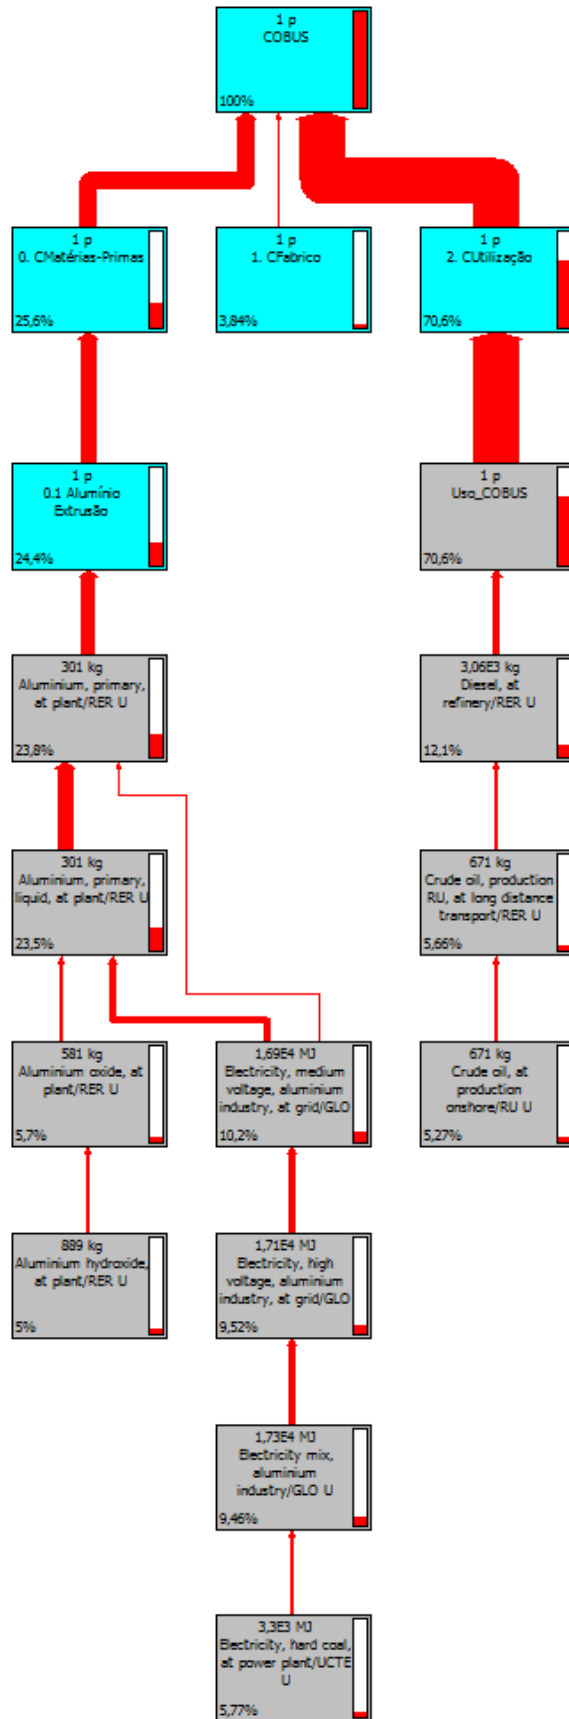 1 p
COBUS
100%
1 p
0. CMatérias-Primas
25,6%
1 p
1. CFabrico
3,84%
1 p
2. CUtilização
70,6%
1 p
0.1 Alumínio
Extrusão
24,4%
1 p
Uso_COBUS
70,6%
301 kg
Aluminium, primary,
at plant/RER U
23,8%
3,06E3 kg
Diesel, at
refinery/RER U
12,1%
301 kg
Aluminium, primary,
liquid, at plant/RER U
23,5%
671 kg
Crude oil, production
RU, at long distance
transport/RER U
5,66%
581 kg
Aluminium oxide, at
plant/RER U
5,7%
1,69E4 MJ
Electricity, medium
voltage, aluminium
industry, at grid/GLO
10,2%
671 kg
Crude oil, at
production
onshore/RU U
5,27%
889 kg
Aluminium hydroxide,
at plant/RER U
5%
1,71E4 MJ
Electricity, high
voltage, aluminium
industry, at grid/GLO
9,52%
1,73E4 MJ
Electricity mix,
aluminium
industry/GLO U
9,46%
3,3E3 MJ
Electricity, hard coal,
at power plant/UCTE
U
5,77%